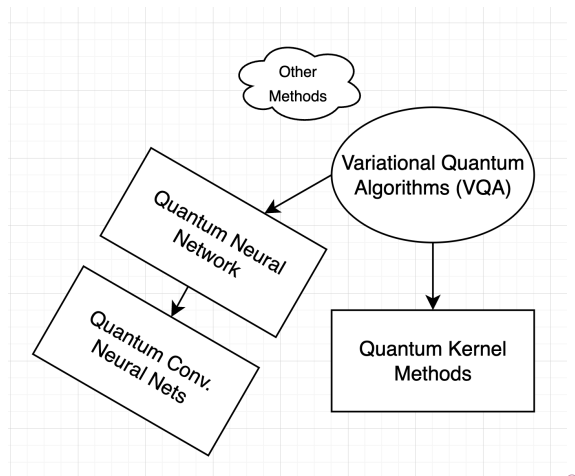 Other
Methods
Variational Quantum
Algorithms (VQA)
Quantum Neural
Network
Quantum Conv.
Neural Nets
Quantum Kernel
Methods